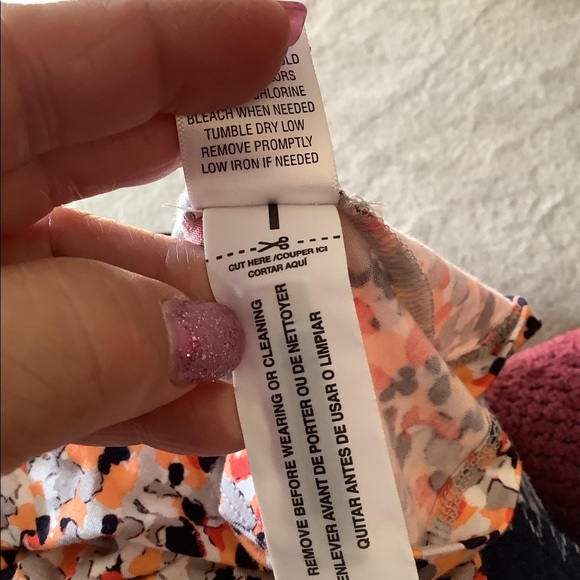 BLEACH WHEN NEEDED
TUMBLE DRY LOW
REMOVE PROMPTLY
LOW IRON IF NEEDED
CUT HERE /COUPER ICI
CORTAR AQUÍ
REMOVE BEFORE WEARING OR CLEANING
ENLEVER AVANT DE PORTER OU DE NETTOYER
QUITAR ANTES DE USAR O LIMPIAR